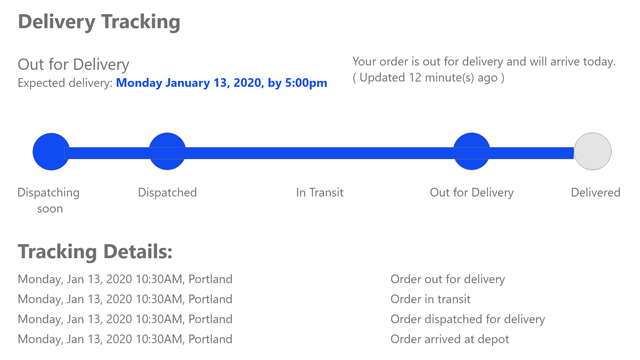 Delivery Tracking
Out for Delivery
Expected delivery: Monday January 13, 2020, by 5:00pm
Your order is out for delivery and will arrive today.
( Updated 12 minute(s) ago )
Dispatching
soon
Dispatched
In Transit
Out for Delivery
Delivered
Tracking Details:
Monday, Jan 13, 2020 10:30AM, Portland Order out for delivery
Monday, Jan 13, 2020 10:30AM, Portland Order in transit
Monday, Jan 13, 2020 10:30AM, Portland Order dispatched for delivery
Monday, Jan 13, 2020 10:30AM, Portland Order arrived at depot